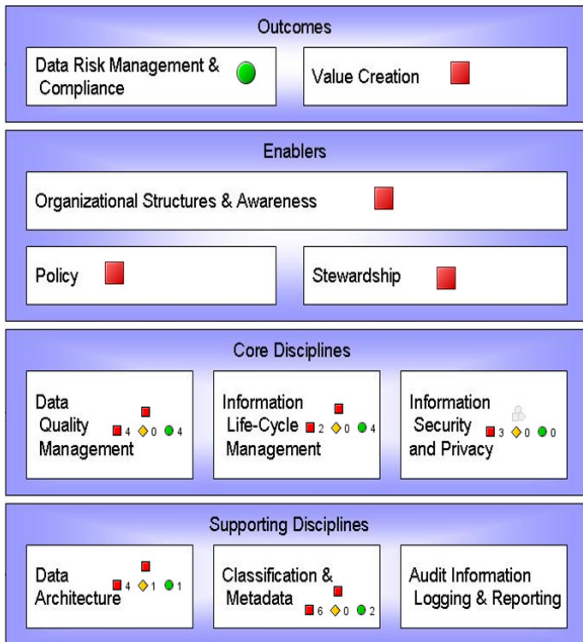 Outcomes
Data Risk Management &
Compliance
Value Creation
Enablers
Organizational Structures & Awareness
Policy
Stewardship
Core Disciplines
Data
Quality
Management
4 0 4
Information
Life-Cycle
Management
2 0 4
Information
Security
and Privacy
3 0 0
Supporting Disciplines
Data
Architecture
4 1 1
Classification &
Metadata
6 0 2
Audit Information
Logging & Reporting